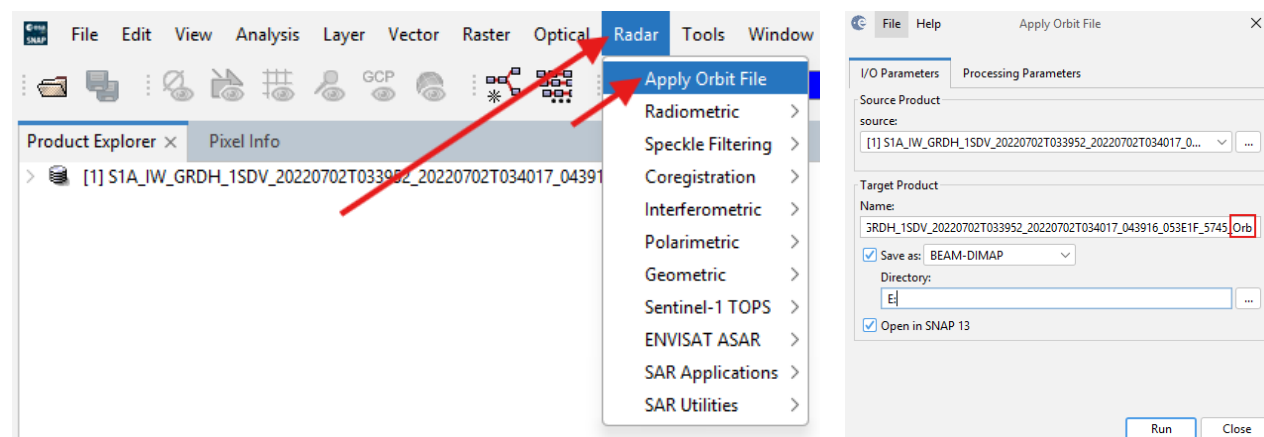 esa
SNAP
File Edit View Analysis Layer Vector Raster Optical Radar Tools Window
GCP
Apply Orbit File
Radiometric
Speckle Filtering
Coregistration
Interferometric
Polarimetric
Geometric
Sentinel-1 TOPS
ENVISAT ASAR
SAR Applications
SAR Utilities
Product Explorer × Pixel Info
[1] S1A_IW_GRDH_1SDV_20220702T033952_20220702T034017_04391
File Help Apply Orbit File
I/O Parameters Processing Parameters
Source Product
source:
[1] S1A_IW_GRDH_1SDV_20220702T033952_20220702T034017_0... ...
Target Product
Name:
GRDH_1SDV_20220702T033952_20220702T034017_043916_053E1F_5745_Orb
Save as: BEAM-DIMAP
Directory:
E: ...
Open in SNAP 13
Run Close